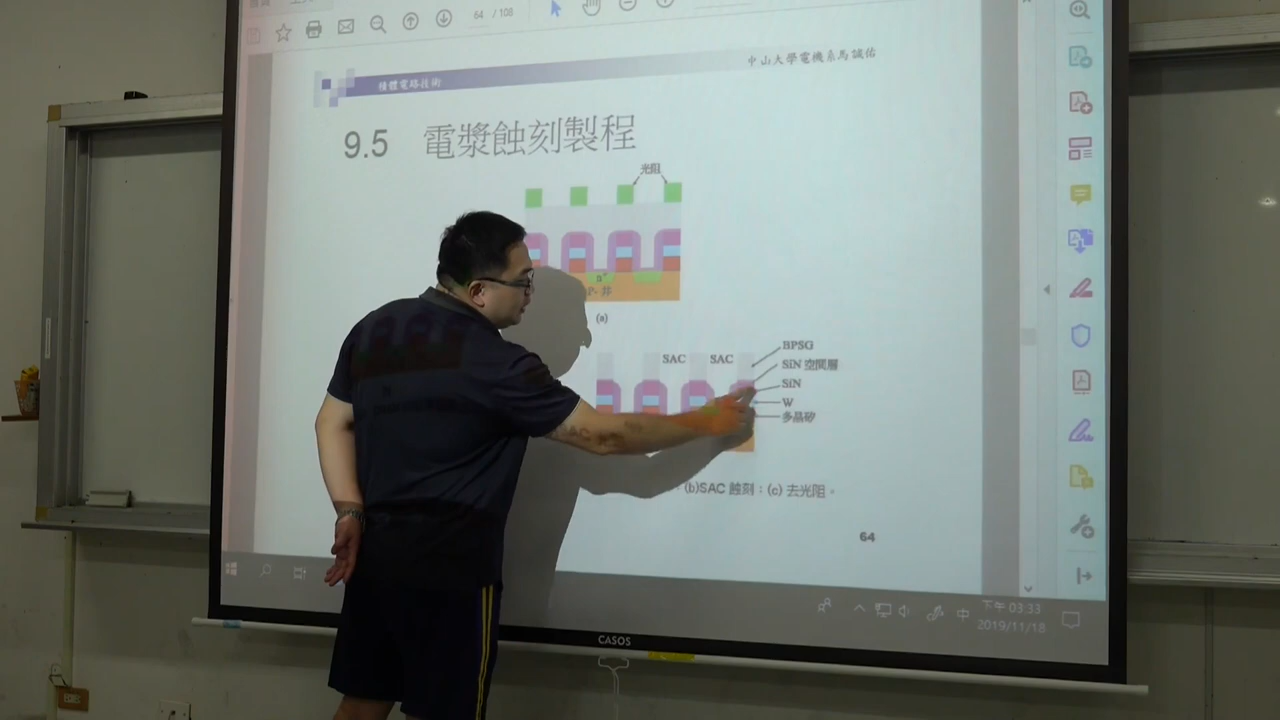 64 / 108
中山大學電機系馬誠佑
積體電路技術
9.5 電漿蝕刻製程
光阻
n+
P-井
(a)
SAC SAC
BPSG
SiN 空間層
SiN
W
多晶矽
(b)SAC 蝕刻;(c) 去光阻。
64
中
下午 03:33
2019/11/18
CASOS